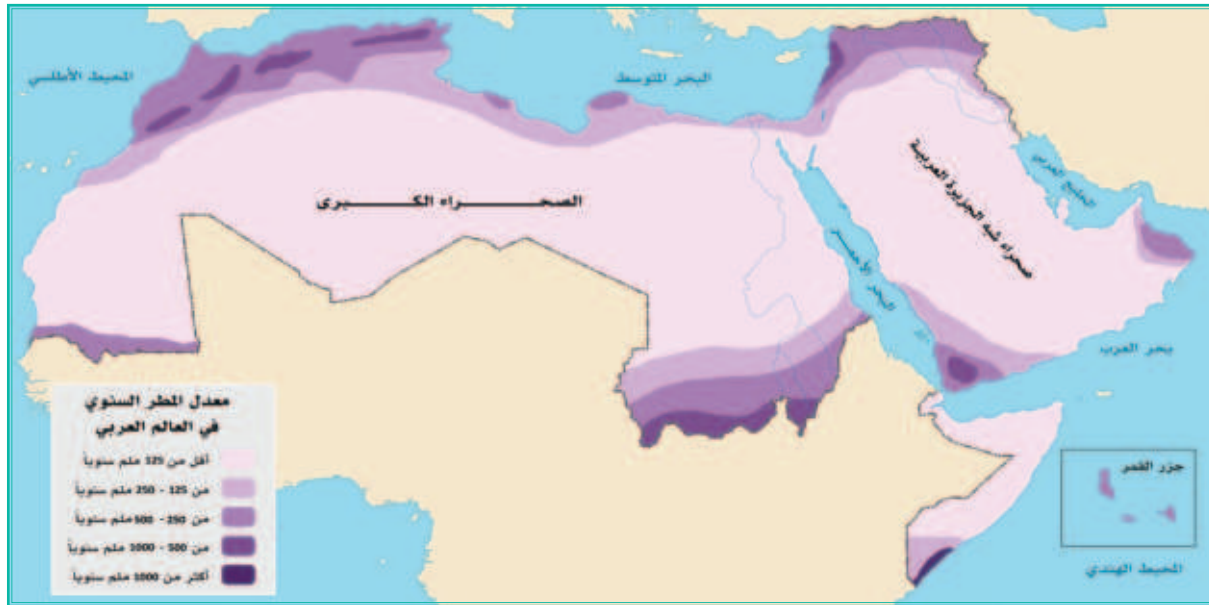 المحيط الأطلسي
البحر المتوسط
الصحراء الكبرى
صحراء شبه الجزيرة العربية
الخليج العربي
البحر الأحمر
بحر العرب
معدل المطر السنوي
في العالم العربي
أقل من 125 ملم سنوياً
من 125 - 250 ملم سنوياً
من 250 - 500 ملم سنوياً
من 500 - 1000 ملم سنوياً
أكثر من 1000 ملم سنوياً
جزر القمر
المحيط الهندي